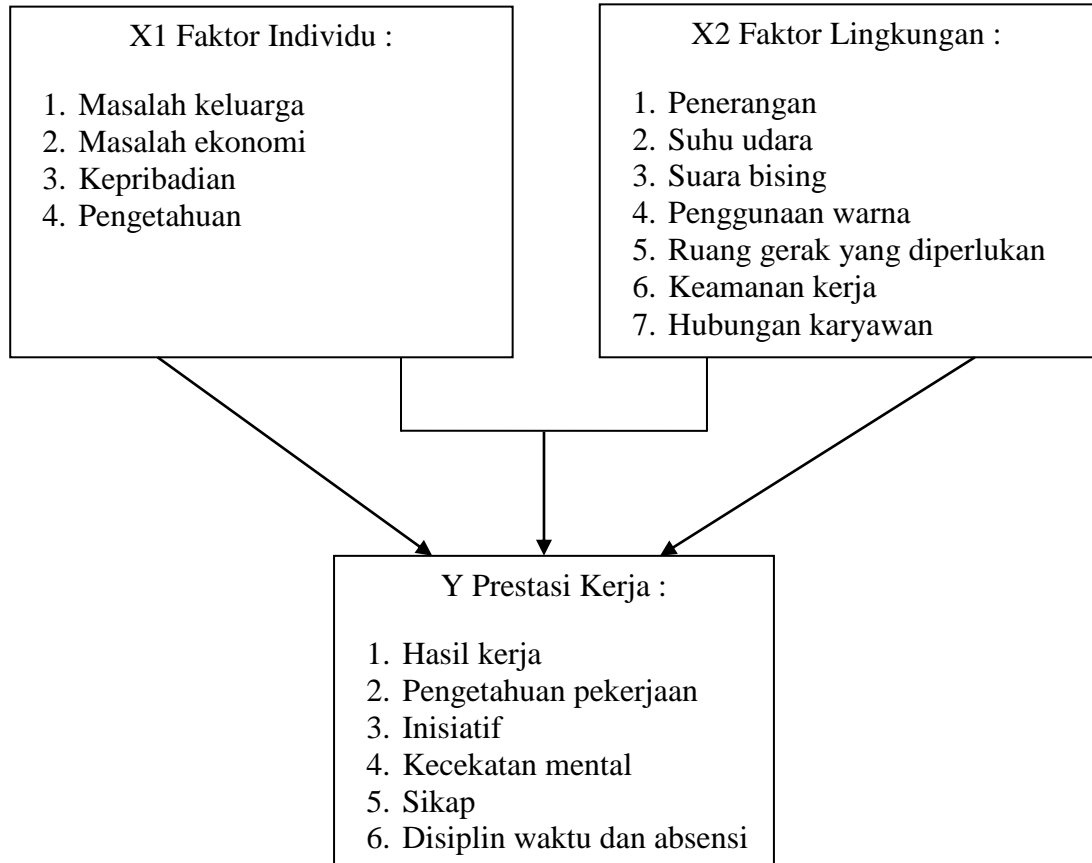 X1 Faktor Individu :
1. Masalah keluarga
2. Masalah ekonomi
3. Kepribadian
4. Pengetahuan
X2 Faktor Lingkungan :
1. Penerangan
2. Suhu udara
3. Suara bising
4. Penggunaan warna
5. Ruang gerak yang diperlukan
6. Keamanan kerja
7. Hubungan karyawan
Y Prestasi Kerja :
1. Hasil kerja
2. Pengetahuan pekerjaan
3. Inisiatif
4. Kecekatan mental
5. Sikap
6. Disiplin waktu dan absensi